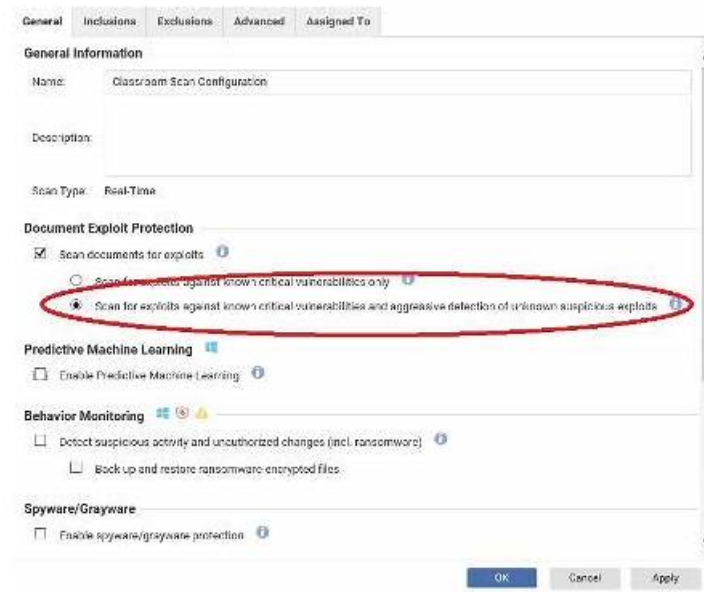 General Inclusions Exclusions Advanced Assigned To
General Information
Name: Classroom Scan Configuration
Description:
Scan Type: Real-Time
Document Exploit Protection
Scan documents for exploits
Scan for exploits against known critical vulnerabilities only
Scan for exploits against known critical vulnerabilities and aggressive detection of unknown suspicious exploits
Predictive Machine Learning
Enable Predictive Machine Learning
Behavior Monitoring
Detect suspicious activity and unauthorized changes (incl. ransomware)
Back up and restore ransomware-encrypted files
Spyware/Grayware
Enable spyware/grayware protection
OK Cancel Apply